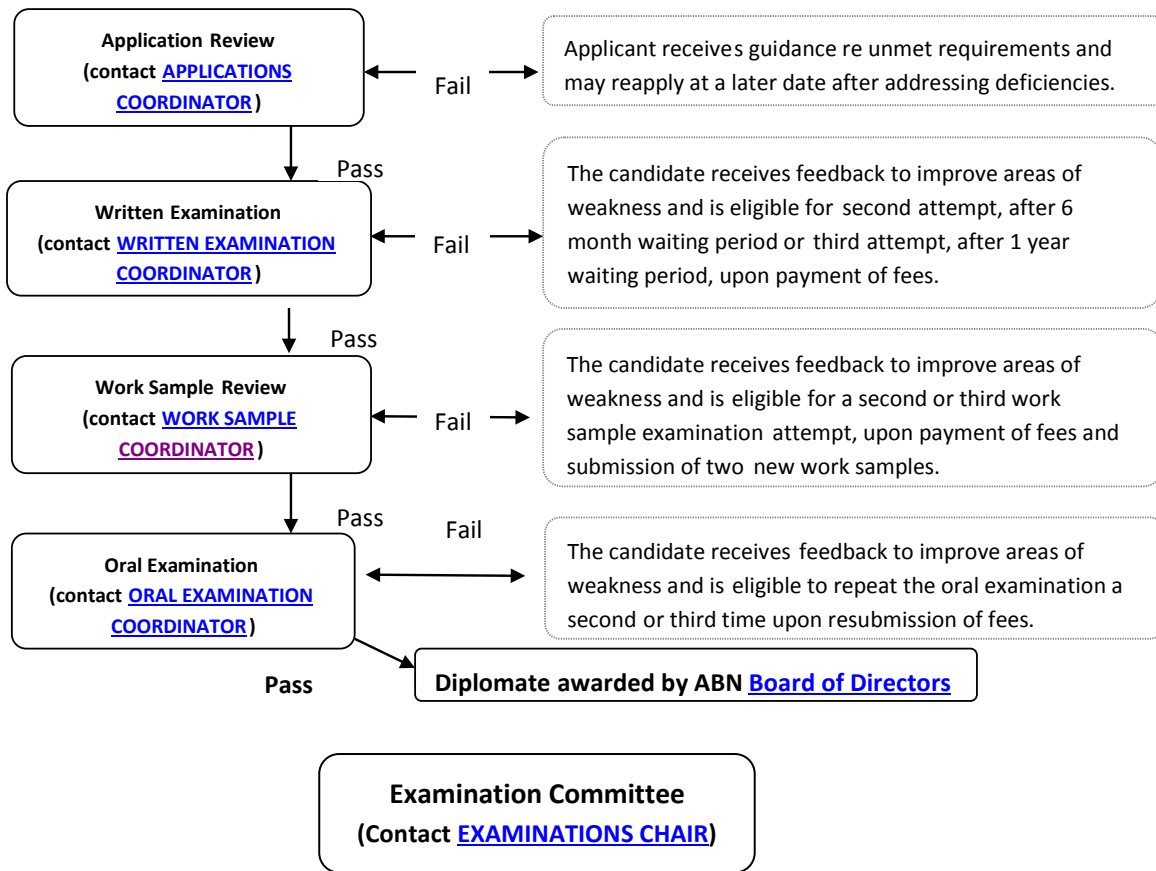 Application Review
(contact APPLICATIONS
COORDINATOR)
Fail
Applicant receives guidance re unmet requirements and
may reapply at a later date after addressing deficiencies.
Pass
Written Examination
(contact WRITTEN EXAMINATION
COORDINATOR)
Fail
The candidate receives feedback to improve areas of
weakness and is eligible for second attempt, after 6
month waiting period or third attempt, after 1 year
waiting period, upon payment of fees.
Pass
Work Sample Review
(contact WORK SAMPLE
COORDINATOR)
Fail
The candidate receives feedback to improve areas of
weakness and is eligible for a second or third work
sample examination attempt, upon payment of fees and
submission of two new work samples.
Pass
Fail
Oral Examination
(contact ORAL EXAMINATION
COORDINATOR)
The candidate receives feedback to improve areas of
weakness and is eligible to repeat the oral examination a
second or third time upon resubmission of fees.
Pass
Diplomate awarded by ABN Board of Directors
Examination Committee
(Contact EXAMINATIONS CHAIR)